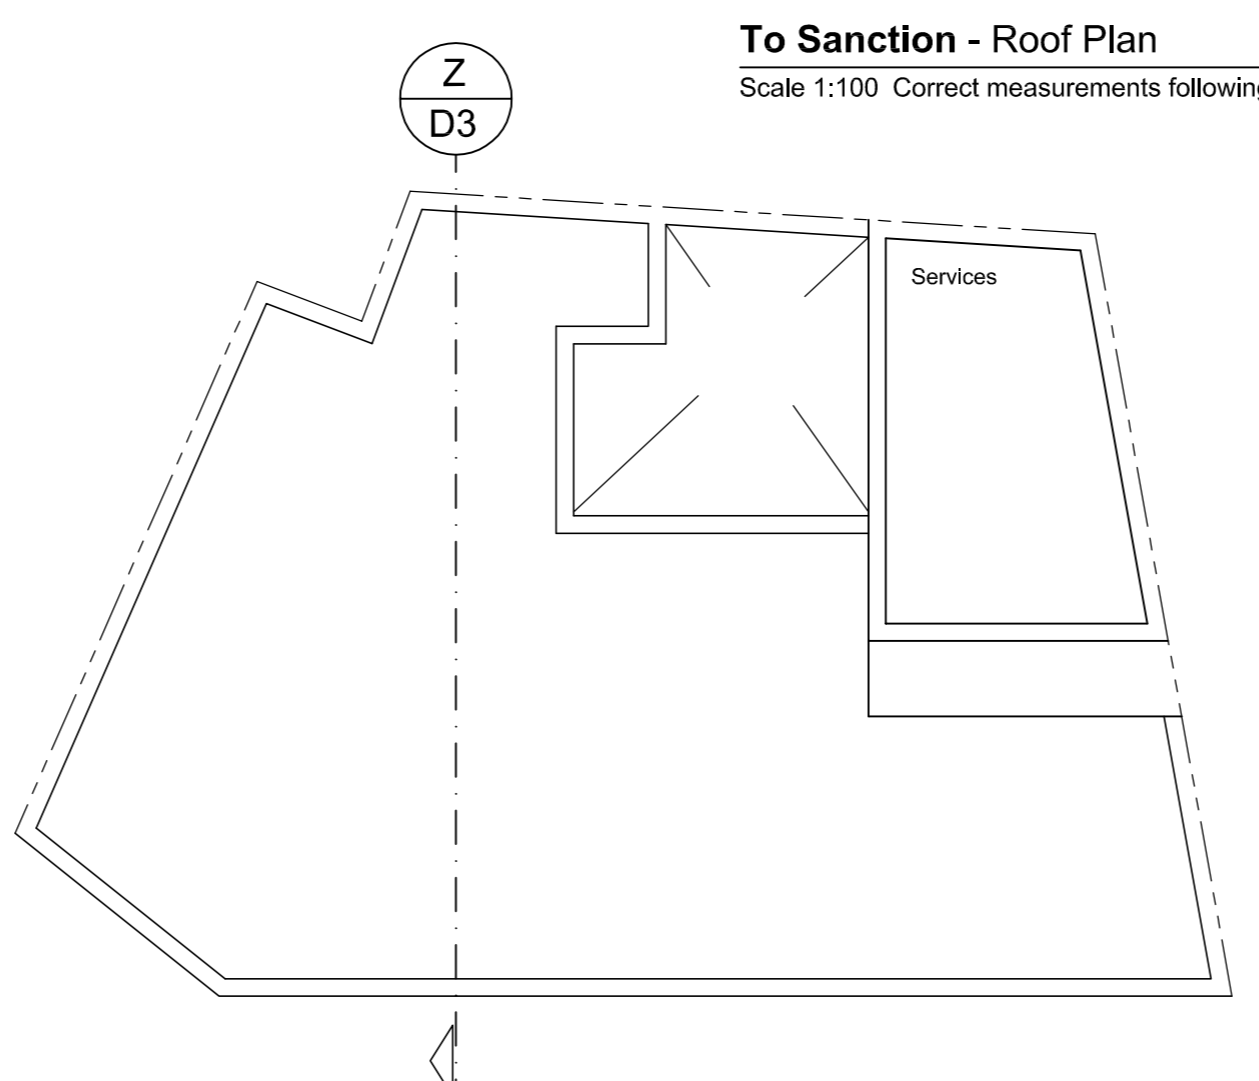 To Sanction - Roof Plan
Scale 1:100 Correct measurements following
Z
D3
Services